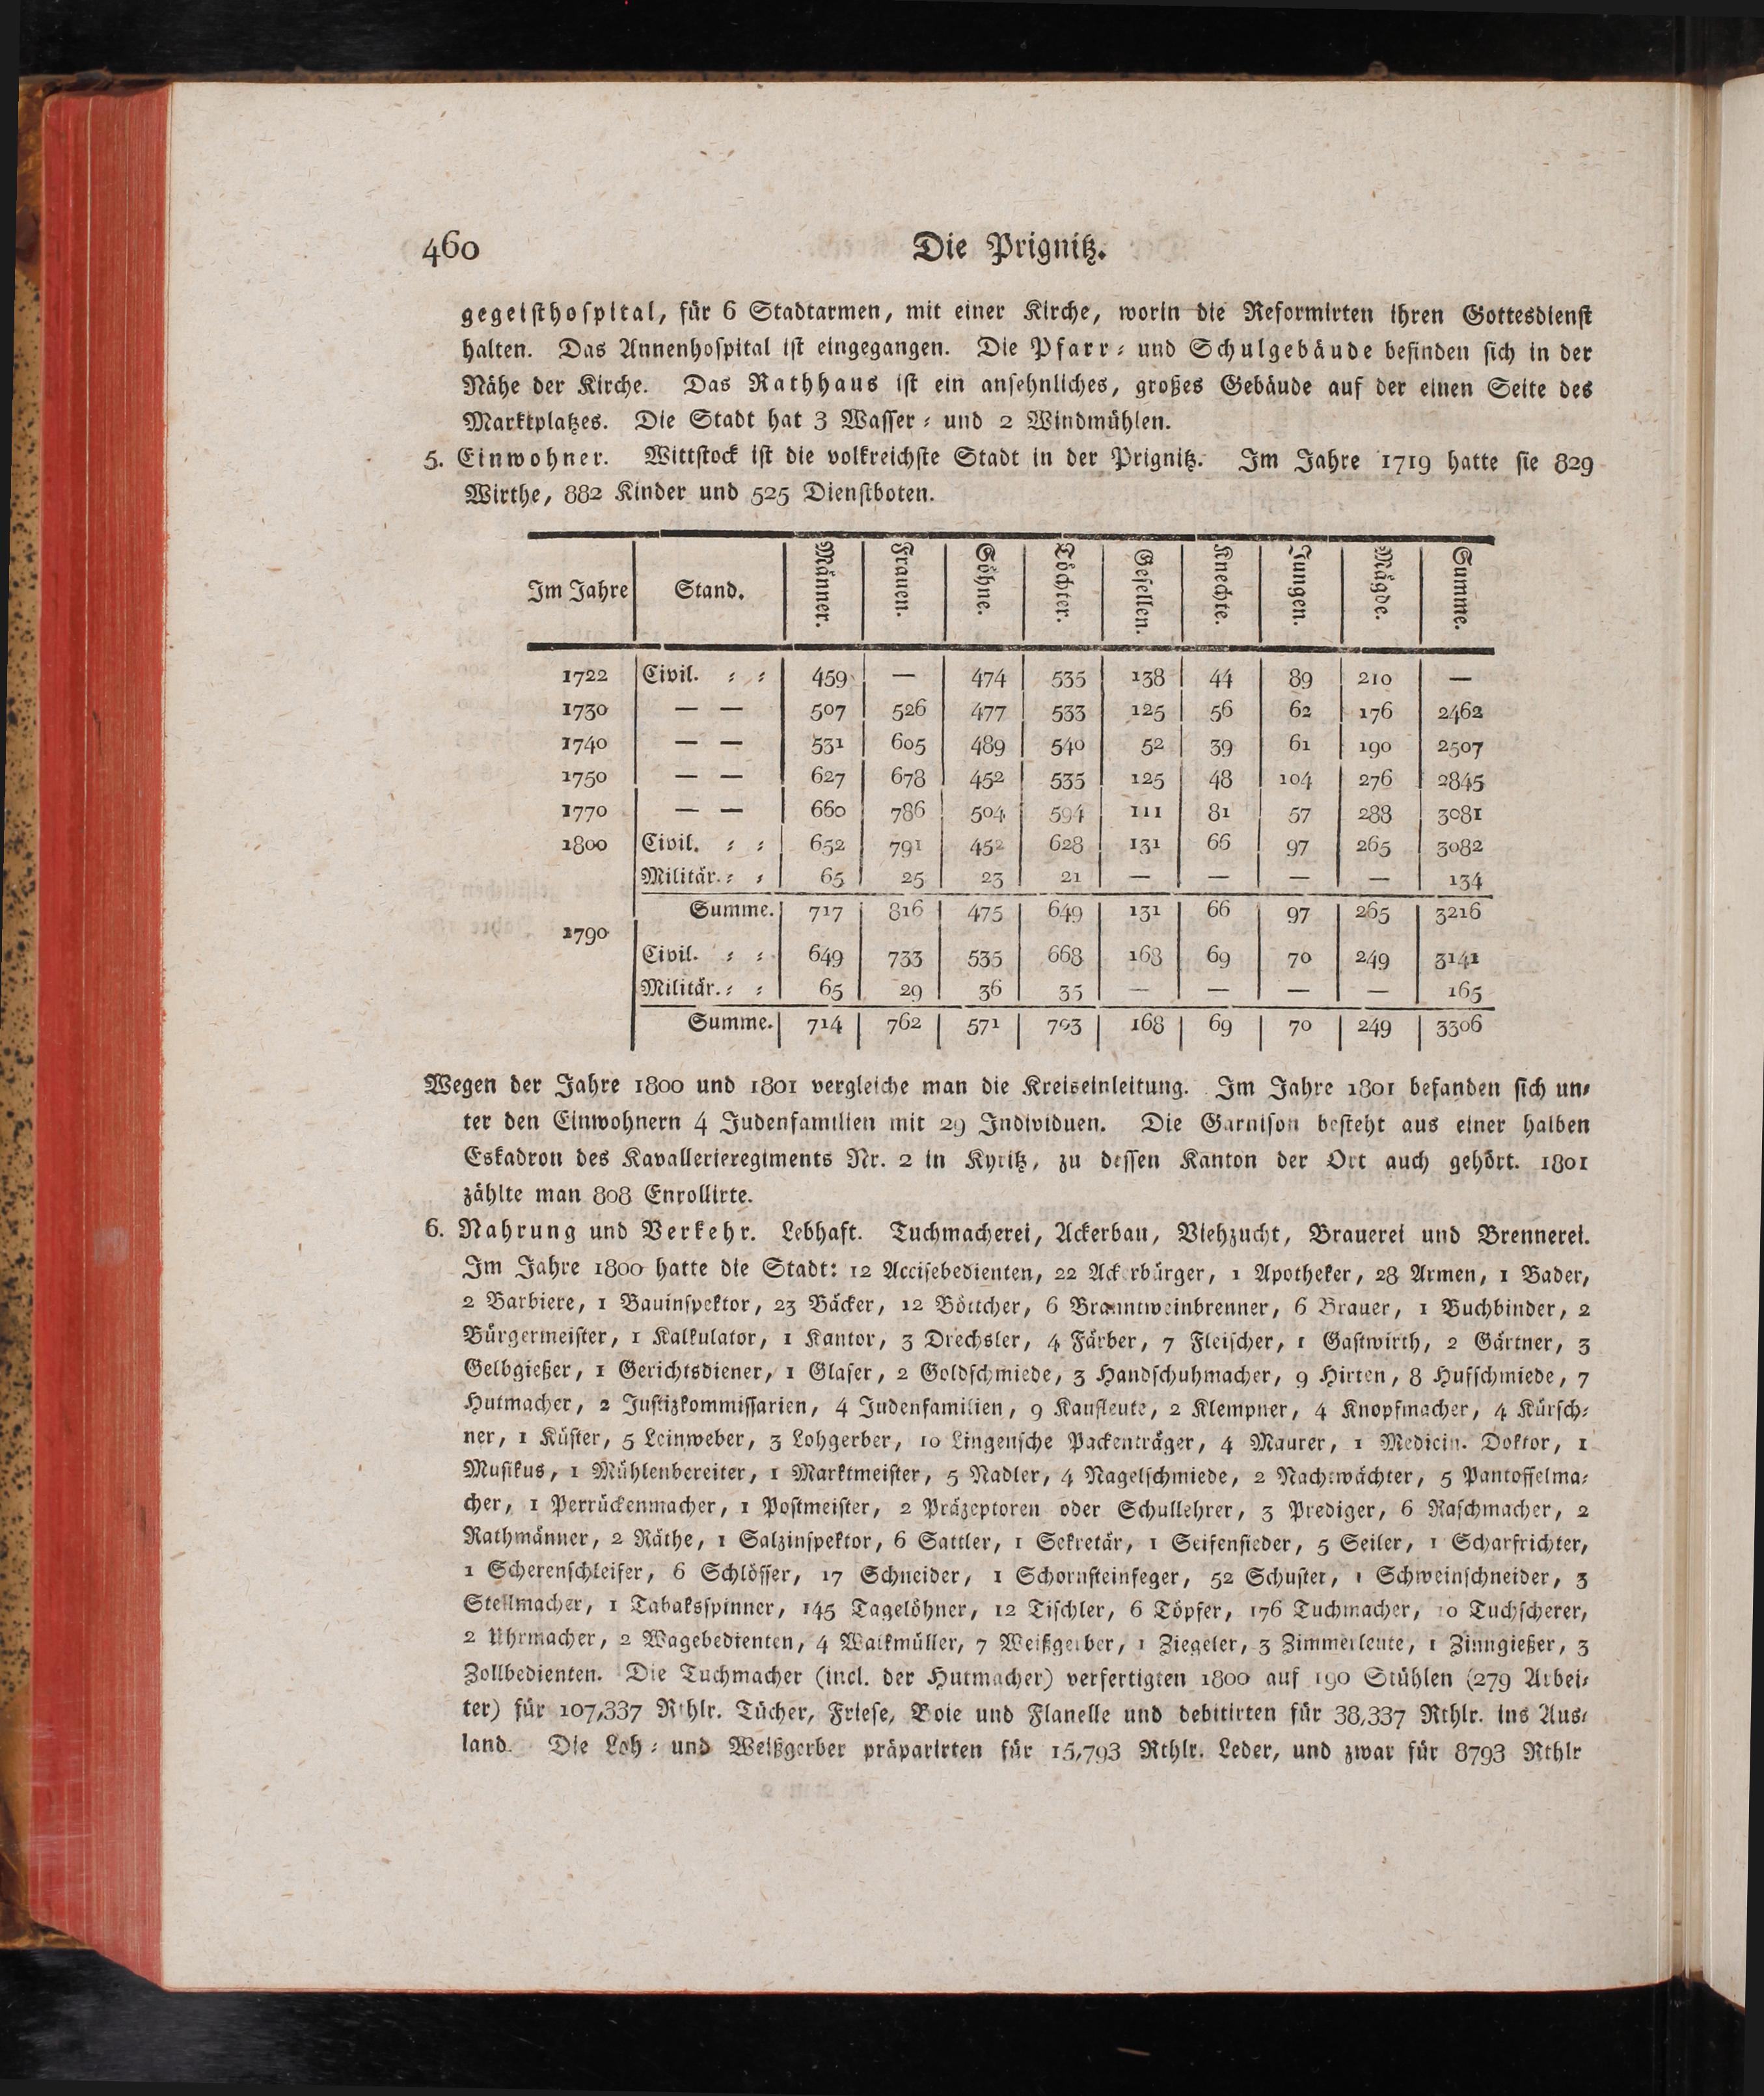 460 Die Prignitz.
gegeiſthoſpital, für 6 Stadtarmen, mit einer Kirche, worin die Reformirten ihren Gottesdienſt
halten. Das Annenhoſpital iſt eingegangen. Die Pfarr⸗ und Schulgebäude befinden ſich in der
Nähe der Kirche. Das Rathhaus iſt ein anſehnliches, großes Gebäude auf der einen Seite des
Marktplatzes. Die Stadt hat 3 Waſſer⸗ und 2 Windmühlen.
5. Einwohner. Wittſtock iſt die volkreichſte Stadt in der Prignitz. Im Jahre 1719 hatte ſie 829
Wirthe, 882 Kinder und 525 Dienſtboten.
Im Jahre Stand. Männer. Frauen. Söhne. Töchter. Geſellen. Knechte. Jungen. Mägde. Summe.
1722 Civil. ⸗ ⸗ 459 — 474 535 138 44 89 210 —
1730 — — 507 526 477 533 125 56 62 176 2462
1740 — — 531 605 489 540 52 39 61 190 2507
1750 — — 627 678 452 535 125 48 104 276 2845
1770 — — 660 786 504 594 111 81 57 288 3081
1800 Civil. ⸗ ⸗ 652 791 452 628 131 66 97 265 3082
Militär. ⸗ ⸗ 65 25 23 21 — — — — 134
Summe. 717 816 475 649 131 66 97 265 3216
1790
Civil. ⸗ ⸗ 649 733 535 668 168 69 70 249 3141
Militär. ⸗ ⸗ 65 29 36 35 — — — — 165
Summe. 714 762 571 703 168 69 70 249 3306
Wegen der Jahre 1800 und 1801 vergleiche man die Kreiseinleitung. Im Jahre 1801 befanden ſich un⸗
ter den Einwohnern 4 Judenfamilien mit 29 Individuen. Die Garniſon beſteht aus einer halben
Eskadron des Kavallerieregiments Nr. 2 in Kyritz, zu deſſen Kanton der Ort auch gehört. 1801
zählte man 808 Enrollirte.
6. Nahrung und Verkehr. Lebhaft. Tuchmacherei, Ackerbau, Viehzucht, Brauerei und Brennerei.
Im Jahre 1800 hatte die Stadt: 12 Acciſebedienten, 22 Ackerbürger, 1 Apotheker, 28 Armen, 1 Bader,
2 Barbiere, 1 Bauinſpektor, 23 Bäcker, 12 Böttcher, 6 Branntweinbrenner, 6 Brauer, 1 Buchbinder, 2
Bürgermeiſter, 1 Kalkulator, 1 Kantor, 3 Drechsler, 4 Färber, 7 Fleiſcher, 1 Gaſtwirth, 2 Gärtner, 3
Gelbgießer, 1 Gerichtsdiener, 1 Glaſer, 2 Goldſchmiede, 3 Handſchuhmacher, 9 Hirten, 8 Hufſchmiede, 7
Hutmacher, 2 Juſtizkommiſſarien, 4 Judenfamilien, 9 Kaufleute, 2 Klempner, 4 Knopfmacher, 4 Kürſch⸗
ner, 1 Küſter, 5 Leinweber, 3 Lohgerber, 10 Lingenſche Packenträger, 4 Maurer, 1 Medicin. Doktor, 1
Muſikus, 1 Mühlenbereiter, 1 Marktmeiſter, 5 Nadler, 4 Nagelſchmiede, 2 Nachtwächter, 5 Pantoffelma⸗
cher, 1 Perrückenmacher, 1 Poſtmeiſter, 2 Präzeptoren oder Schullehrer, 3 Prediger, 6 Raſchmacher, 2
Rathmänner, 2 Räthe, 1 Salzinſpektor, 6 Sattler, 1 Sekretär, 1 Seifenſieder, 5 Seiler, 1 Scharfrichter,
1 Scherenſchleifer, 6 Schlöſſer, 17 Schneider, 1 Schornſteinfeger, 52 Schuſter, 1 Schweinſchneider, 3
Stellmacher, 1 Tabaksſpinner, 145 Tagelöhner, 12 Tiſchler, 6 Töpfer, 176 Tuchmacher, 10 Tuchſcherer,
2 Uhrmacher, 2 Wagebedienten, 4 Walkmüller, 7 Weißgerber, 1 Ziegeler, 3 Zimmerleute, 1 Zinngießer, 3
Zollbedienten. Die Tuchmacher (incl. der Hutmacher) verfertigten 1800 auf 190 Stühlen (279 Arbei⸗
ter) für 107,337 Rthlr. Tücher, Frieſe, Boie und Flanelle und debitirten für 38,337 Rthlr. ins Aus⸗
land. Die Loh⸗ und Weißgerber präparirten für 15,793 Rthlr. Leder, und zwar für 8793 Rthlr